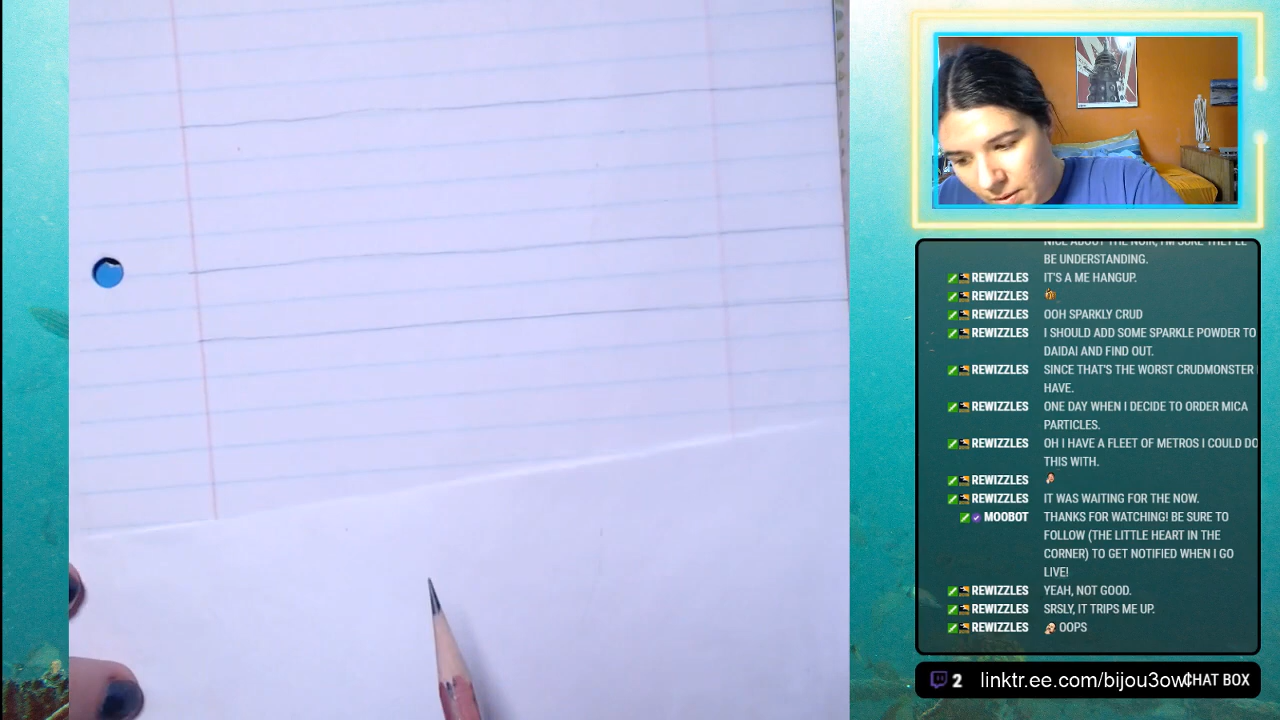 NICE ABOUT THE NOIR, I'M SURE THEY'LL
BE UNDERSTANDING.
REWIZZLES IT'S A ME HANGUP.
REWIZZLES
REWIZZLES OOH SPARKLY CRUD
REWIZZLES I SHOULD ADD SOME SPARKLE POWDER TO
DAIDAI AND FIND OUT.
REWIZZLES SINCE THAT'S THE WORST CRUDMONSTER I
HAVE.
REWIZZLES ONE DAY WHEN I DECIDE TO ORDER MICA
PARTICLES.
REWIZZLES OH I HAVE A FLEET OF METROS I COULD DO
THIS WITH.
REWIZZLES
REWIZZLES IT WAS WAITING FOR THE NOW.
MOOBOT THANKS FOR WATCHING! BE SURE TO
FOLLOW (THE LITTLE HEART IN THE
CORNER) TO GET NOTIFIED WHEN I GO
LIVE!
REWIZZLES YEAH, NOT GOOD.
REWIZZLES SRSLY, IT TRIPS ME UP.
REWIZZLES OOPS
2 linktr.ee.com/bijou3owl CHAT BOX